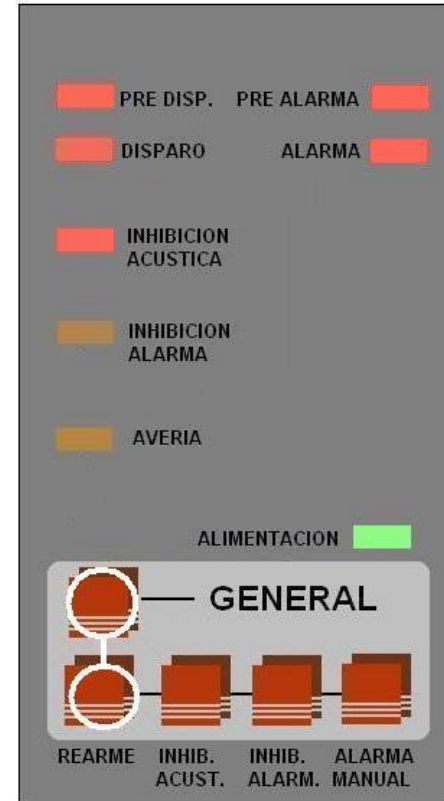 PRE DISP. PRE ALARMA
DISPARO ALARMA
INHIBICION
ACUSTICA
INHIBICION
ALARMA
AVERIA
ALIMENTACION
GENERAL
REARME INHIB. INHIB. ALARMA
ACUST. ALARM. MANUAL